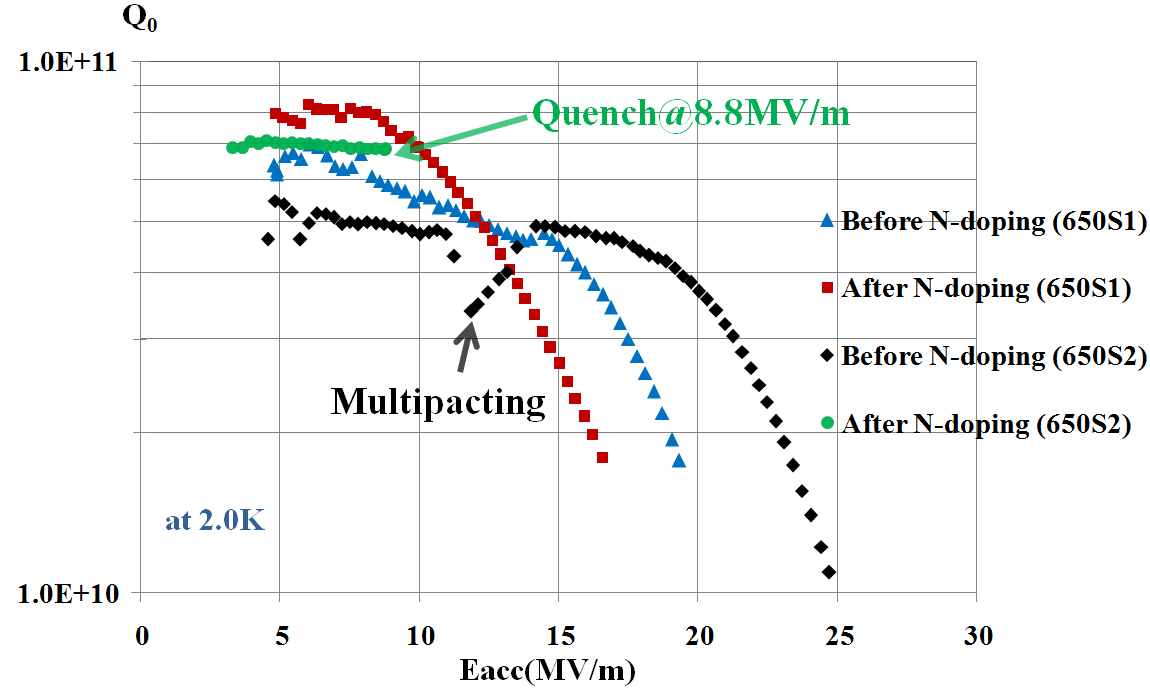 Q0
1.0E+11
Quench@8.8MV/m
Before N-doping (650S1)
After N-doping (650S1)
Before N-doping (650S2)
Multipacting
After N-doping (650S2)
at 2.0K
1.0E+10
0 5 10 15 20 25 30
Eacc(MV/m)